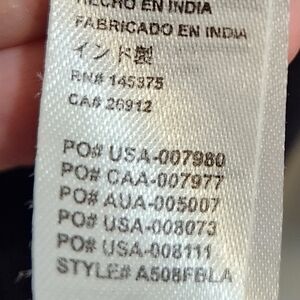 HECHO EN INDIA
FABRICADO EN INDIA
インド製
RN# 145375
CA# 26912
PO# USA-007980
PO# CAA-007977
PO# AUA-005007
PO# USA-008073
PO# USA-008111
STYLE# A508FBLA